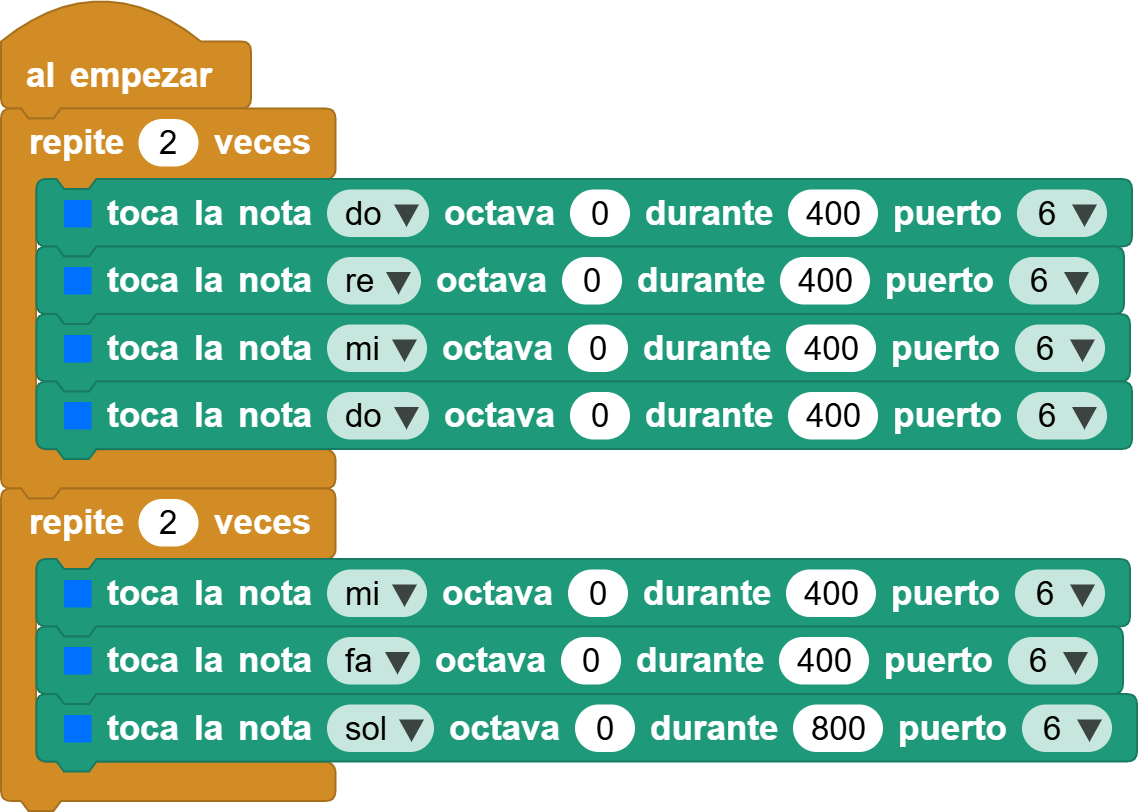 al empezar
repite 2 veces
toca la nota do octava 0 durante 400 puerto 6
toca la nota re octava 0 durante 400 puerto 6
toca la nota mi octava 0 durante 400 puerto 6
toca la nota do octava 0 durante 400 puerto 6
repite 2 veces
toca la nota mi octava 0 durante 400 puerto 6
toca la nota fa octava 0 durante 400 puerto 6
toca la nota sol octava 0 durante 800 puerto 6